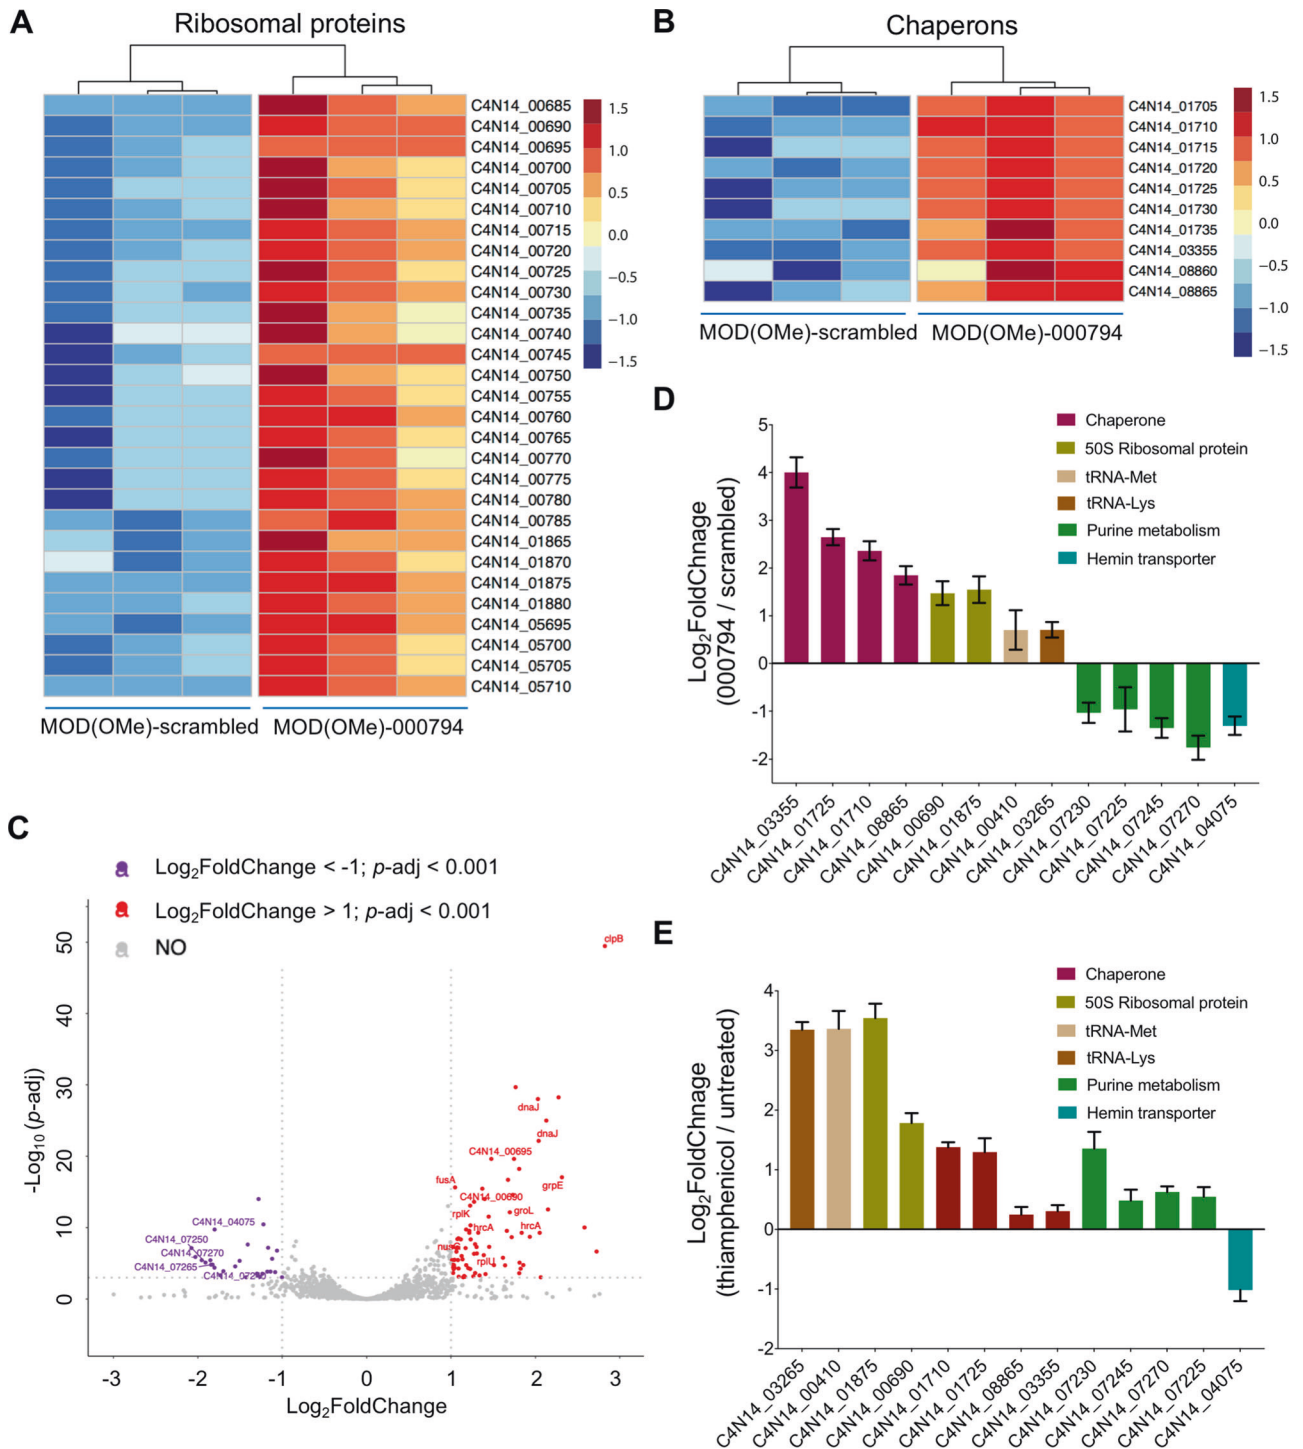 A
Ribosomal proteins
C4N14_00685
C4N14_00690
C4N14_00695
C4N14_00700
C4N14_00705
C4N14_00710
C4N14_00715
C4N14_00720
C4N14_00725
C4N14_00730
C4N14_00735
C4N14_00740
C4N14_00745
C4N14_00750
C4N14_00755
C4N14_00760
C4N14_00765
C4N14_00770
C4N14_00775
C4N14_00780
C4N14_00785
C4N14_01865
C4N14_01870
C4N14_01875
C4N14_01880
C4N14_05695
C4N14_05700
C4N14_05705
C4N14_05710
1.5
1.0
0.5
0.0
−0.5
−1.0
−1.5
MOD(OMe)-scrambled MOD(OMe)-000794
B
Chaperons
C4N14_01705
C4N14_01710
C4N14_01715
C4N14_01720
C4N14_01725
C4N14_01730
C4N14_01735
C4N14_03355
C4N14_08860
C4N14_08865
1.5
1.0
0.5
0.0
−0.5
−1.0
−1.5
MOD(OMe)-scrambled MOD(OMe)-000794
C
Log2FoldChange < -1; p-adj < 0.001
Log2FoldChange > 1; p-adj < 0.001
NO
-Log10 (p-adj)
50
40
30
20
10
0
clpB
dnaJ
dnaJ
C4N14_00695
grpE
fusA
C4N14_00690
rplK
groL
hrcA
hrcA
rplU
C4N14_04075
C4N14_07250
C4N14_07270
C4N14_07265
-3 -2 -1 0 1 2 3
Log2FoldChange
D
Chaperone
50S Ribosomal protein
tRNA-Met
tRNA-Lys
Purine metabolism
Hemin transporter
Log2FoldChnage
(000794 / scrambled)
5
4
3
2
1
0
-1
-2
C4N14_03355
C4N14_01725
C4N14_01710
C4N14_08865
C4N14_00690
C4N14_01875
C4N14_00410
C4N14_03265
C4N14_07230
C4N14_07225
C4N14_07245
C4N14_07270
C4N14_04075
E
Chaperone
50S Ribosomal protein
tRNA-Met
tRNA-Lys
Purine metabolism
Hemin transporter
Log2FoldChnage
(thiamphenicol / untreated)
4
3
2
1
0
-1
-2
C4N14_03265
C4N14_00410
C4N14_01875
C4N14_00690
C4N14_01710
C4N14_01725
C4N14_08865
C4N14_03355
C4N14_07230
C4N14_07245
C4N14_07270
C4N14_07225
C4N14_04075